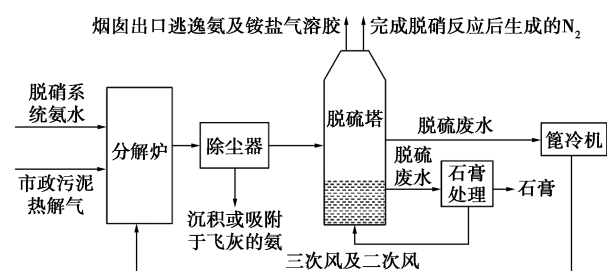 烟囱出口逃逸氨及铵盐气溶胶
完成脱硝反应后生成的N₂
脱硝系
统氨水
市政污泥
热解气
分解炉
除尘器
沉积或吸附
于飞灰的氨
脱硫塔
脱硫废水
脱硫
废水
石膏
处理
石膏
篦冷机
三次风及二次风